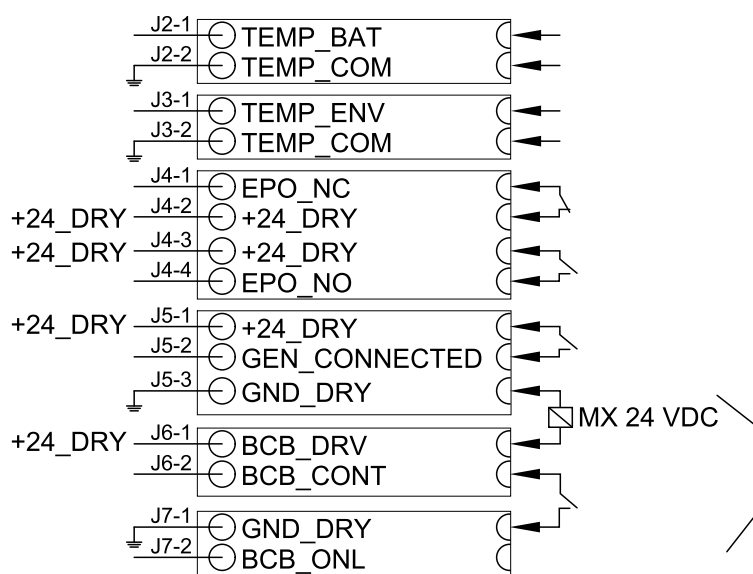 J2-1 TEMP_BAT
J2-2 TEMP_COM
J3-1 TEMP_ENV
J3-2 TEMP_COM
J4-1 EPO_NC
+24_DRY J4-2 +24_DRY
+24_DRY J4-3 +24_DRY
J4-4 EPO_NO
+24_DRY J5-1 +24_DRY
J5-2 GEN_CONNECTED
J5-3 GND_DRY
MX 24 VDC
+24_DRY J6-1 BCB_DRV
J6-2 BCB_CONT
J7-1 GND_DRY
J7-2 BCB_ONL